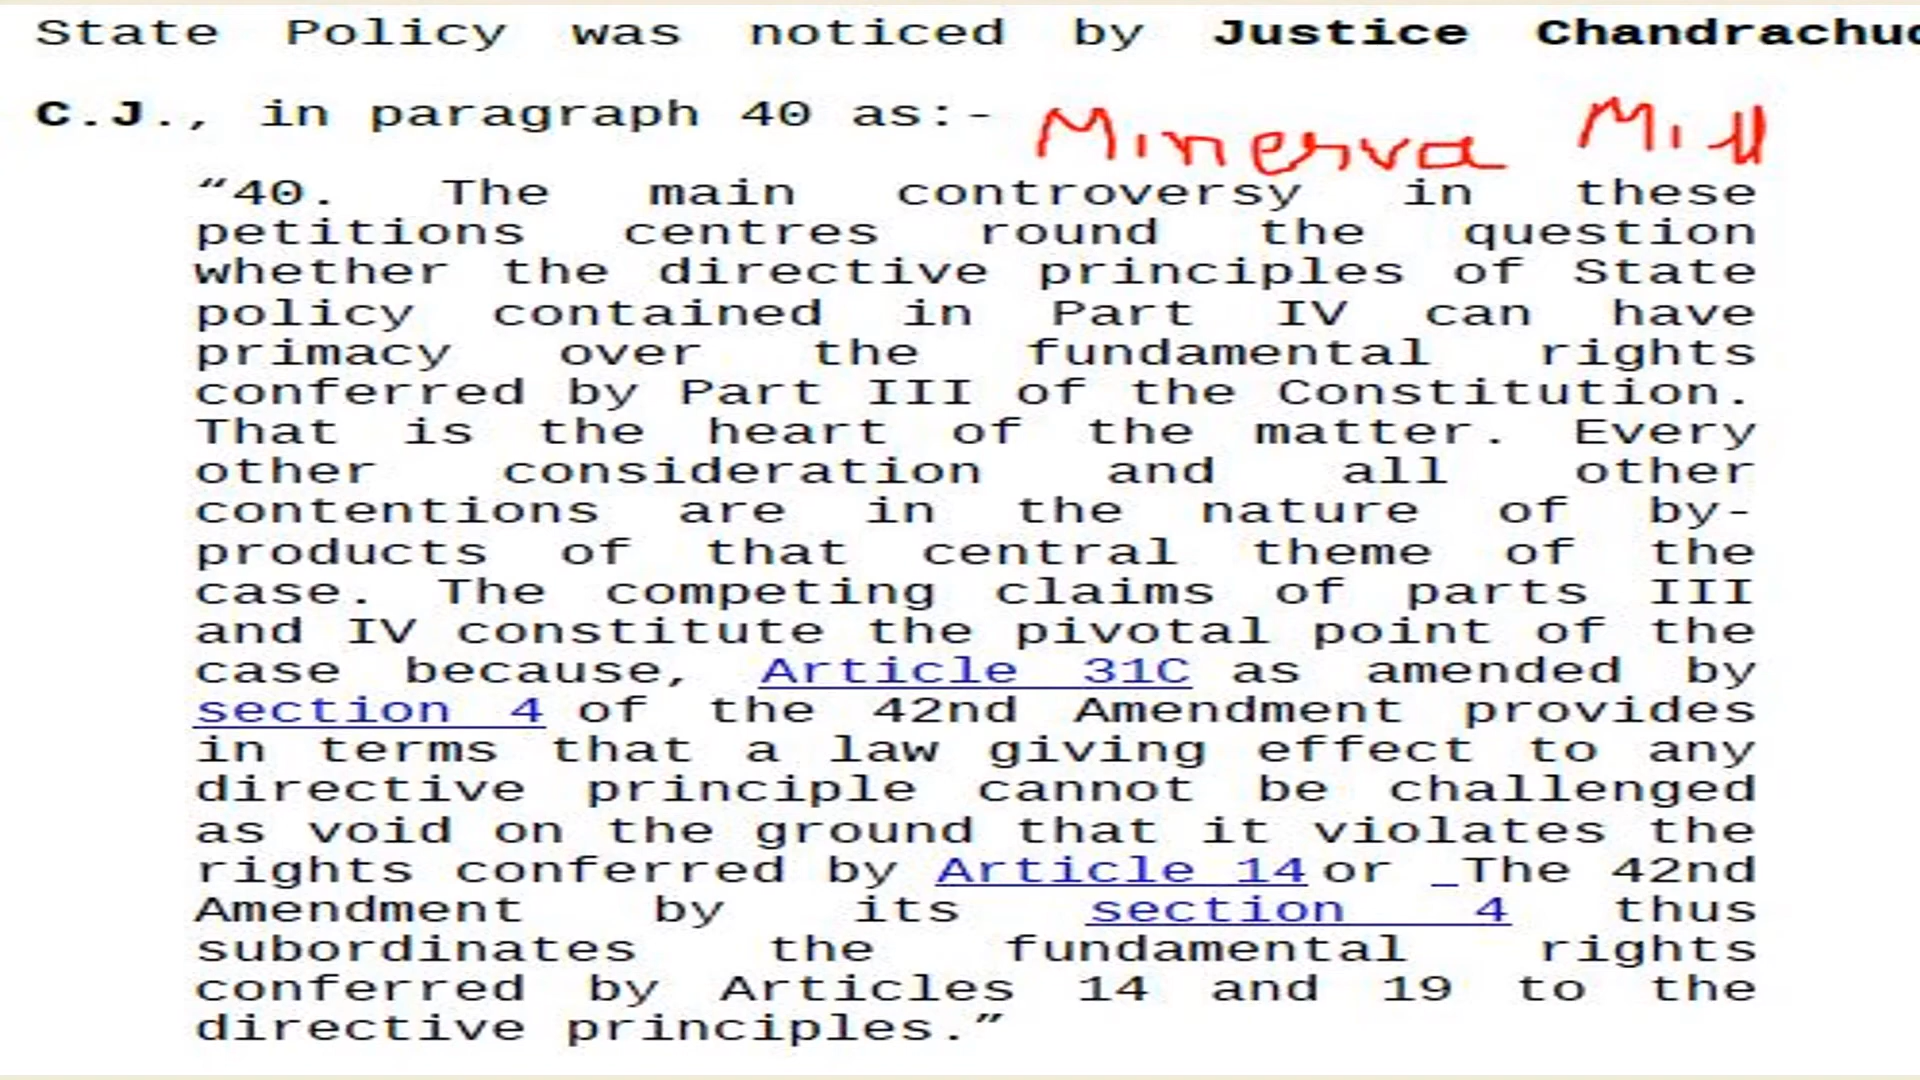 State Policy was noticed by Justice Chandrachud
C.J., in paragraph 40 as:- Minerva Mill
“40. The main controversy in these
petitions centres round the question
whether the directive principles of State
policy contained in Part IV can have
primacy over the fundamental rights
conferred by Part III of the Constitution.
That is the heart of the matter. Every
other consideration and all other
contentions are in the nature of by-
products of that central theme of the
case. The competing claims of parts III
and IV constitute the pivotal point of the
case because, Article 31C as amended by
section 4 of the 42nd Amendment provides
in terms that a law giving effect to any
directive principle cannot be challenged
as void on the ground that it violates the
rights conferred by Article 14 or _The 42nd
Amendment by its section 4 thus
subordinates the fundamental rights
conferred by Articles 14 and 19 to the
directive principles.”